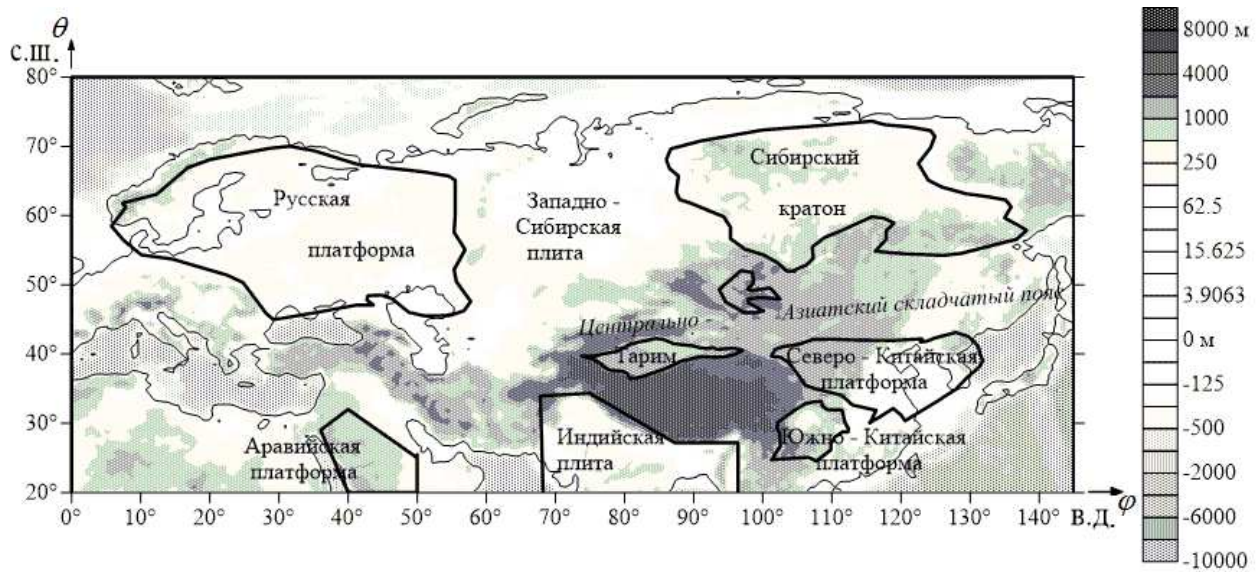 θ
с.ш.
80°
70°
60°
50°
40°
30°
20°
0°
10°
20°
30°
40°
50°
60°
70°
80°
90°
100°
110°
120°
130°
140°
в.д.
φ
Русская
платформа
Западно -
Сибирская
плита
Сибирский
кратон
Центрально -
Азиатский складчатый пояс
Тарим
Северо - Китайская
платформа
Аравийская
платформа
Индийская
плита
Южно - Китайская
платформа
8000 м
4000
1000
250
62.5
15.625
3.9063
0 м
-125
-500
-2000
-6000
-10000